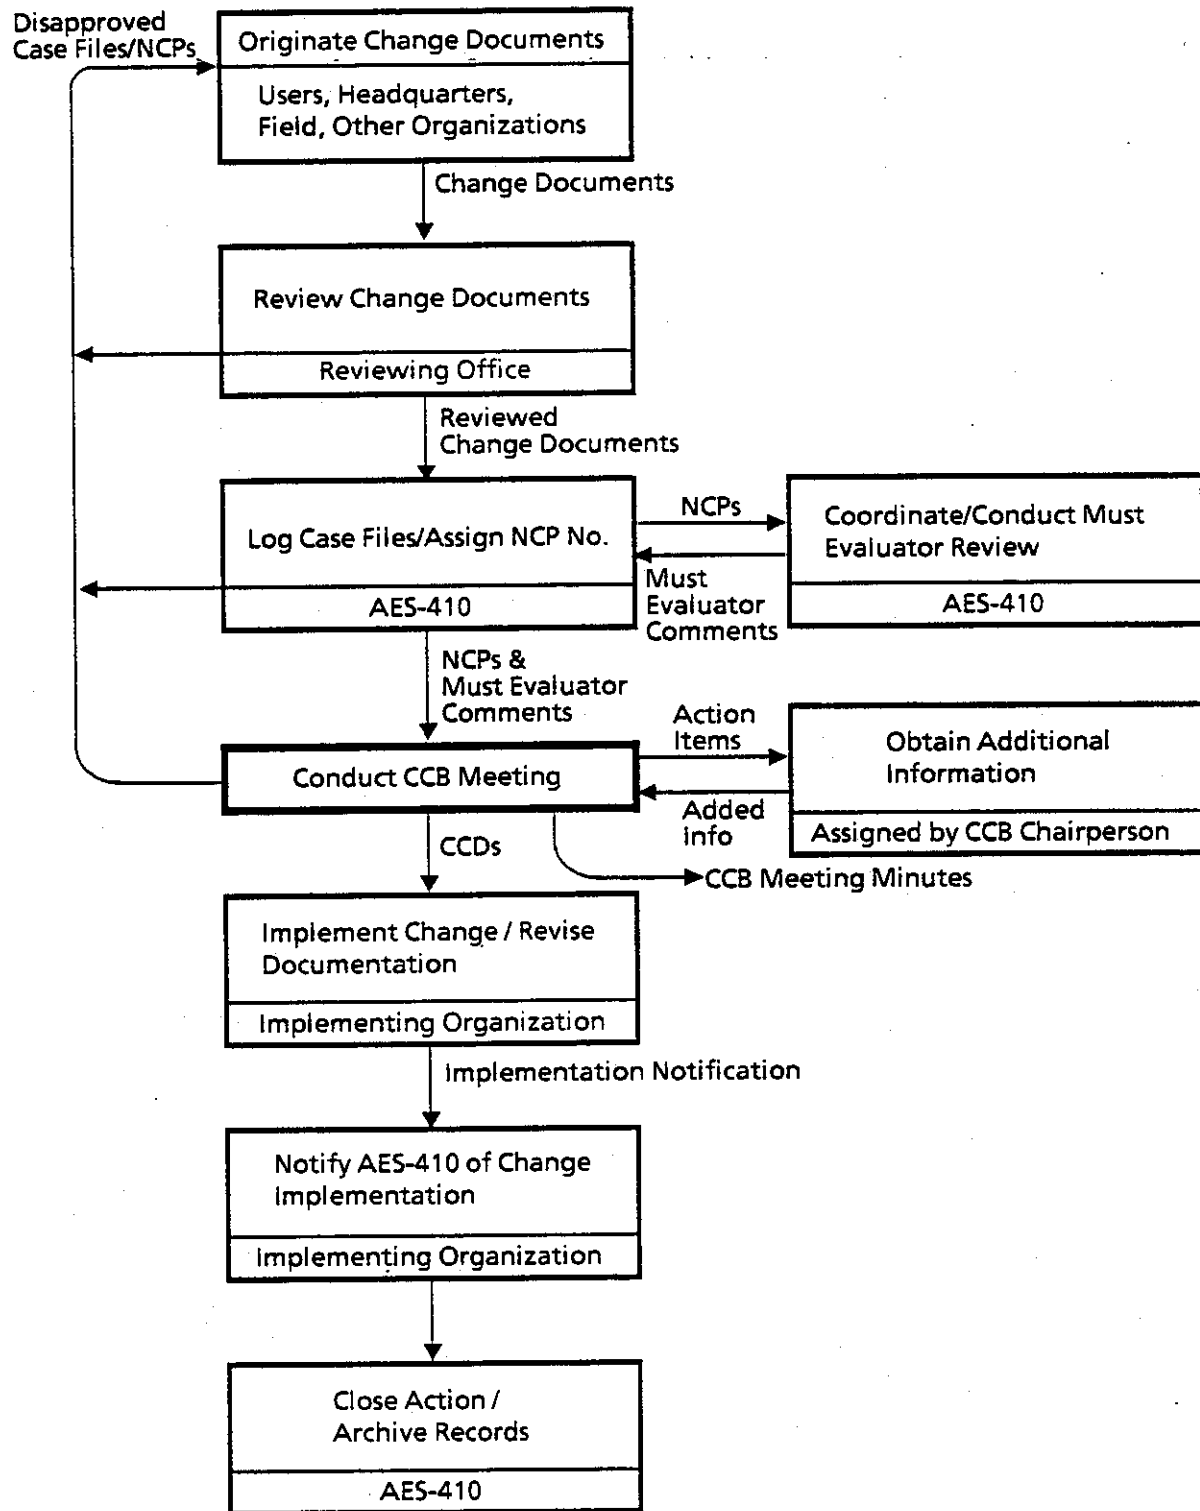 Disapproved
Case Files/NCPs
Originate Change Documents
Users, Headquarters,
Field, Other Organizations
Change Documents
Review Change Documents
Reviewing Office
Reviewed
Change Documents
Log Case Files/Assign NCP No.
AES-410
NCPs
Must
Evaluator
Comments
Coordinate/Conduct Must
Evaluator Review
AES-410
NCPs &
Must Evaluator
Comments
Conduct CCB Meeting
Action
Items
Added
Info
Obtain Additional
Information
Assigned by CCB Chairperson
CCDs
CCB Meeting Minutes
Implement Change / Revise
Documentation
Implementing Organization
Implementation Notification
Notify AES-410 of Change
Implementation
Implementing Organization
Close Action /
Archive Records
AES-410